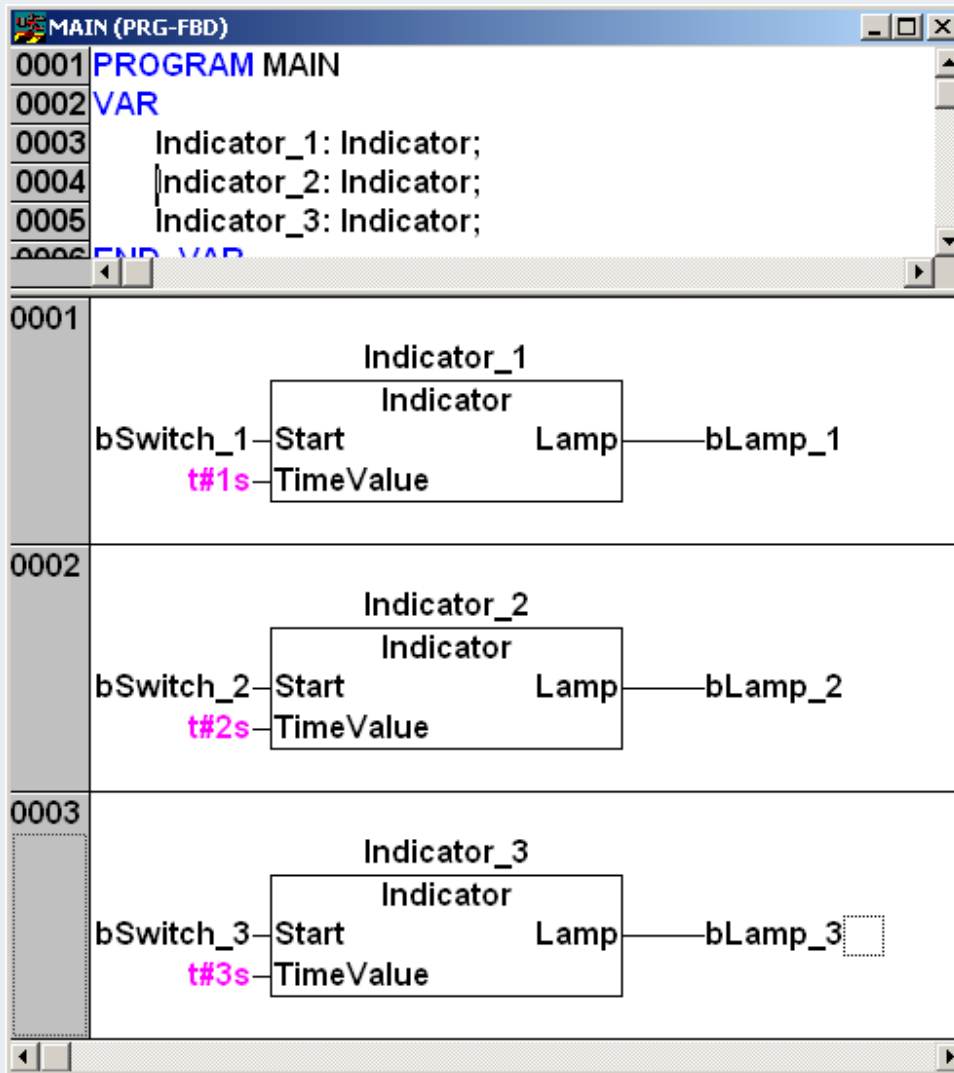 MAIN (PRG-FBD)
0001 PROGRAM MAIN
0002 VAR
0003 Indicator_1: Indicator;
0004 Indicator_2: Indicator;
0005 Indicator_3: Indicator;
0006 END_VAR
0001
Indicator_1
Indicator
bSwitch_1 Start Lamp bLamp_1
t#1s TimeValue
0002
Indicator_2
Indicator
bSwitch_2 Start Lamp bLamp_2
t#2s TimeValue
0003
Indicator_3
Indicator
bSwitch_3 Start Lamp bLamp_3
t#3s TimeValue